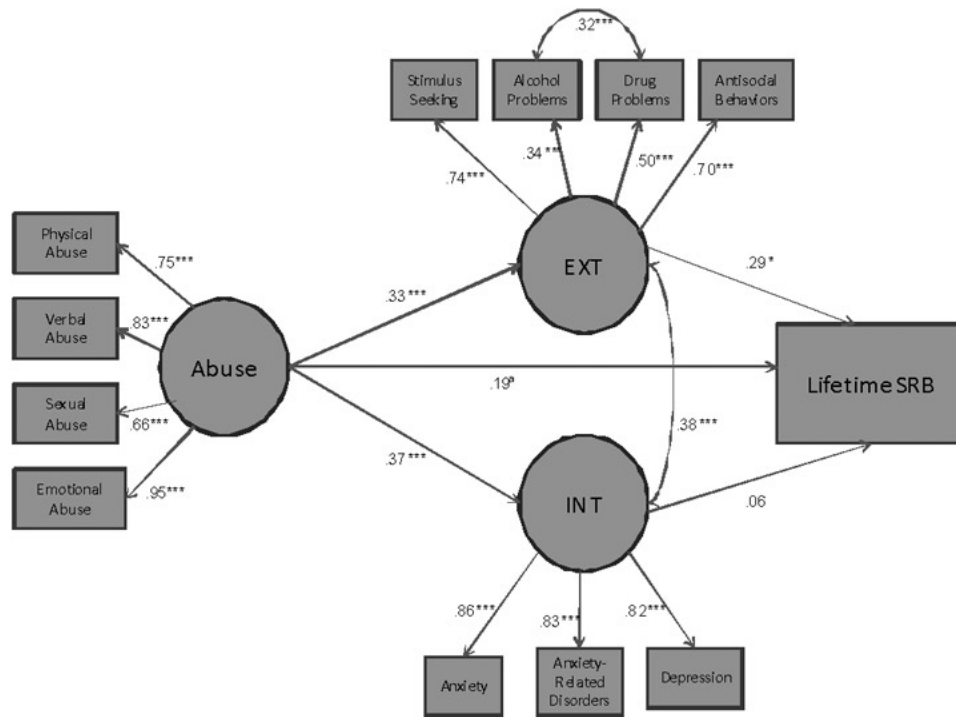 .32***
Stimulus
Seeking
Alcohol
Problems
Drug
Problems
Antisocial
Behaviors
.74***
.34***
.50***
.70***
Physical
Abuse
.75***
EXT
.29*
Verbal
Abuse
.83***
.33***
Abuse
.19ª
Lifetime SRB
Sexual
Abuse
.66***
.38***
.37***
Emotional
Abuse
.95***
INT
.06
.86***
.83***
.82***
Anxiety
Anxiety-
Related
Disorders
Depression